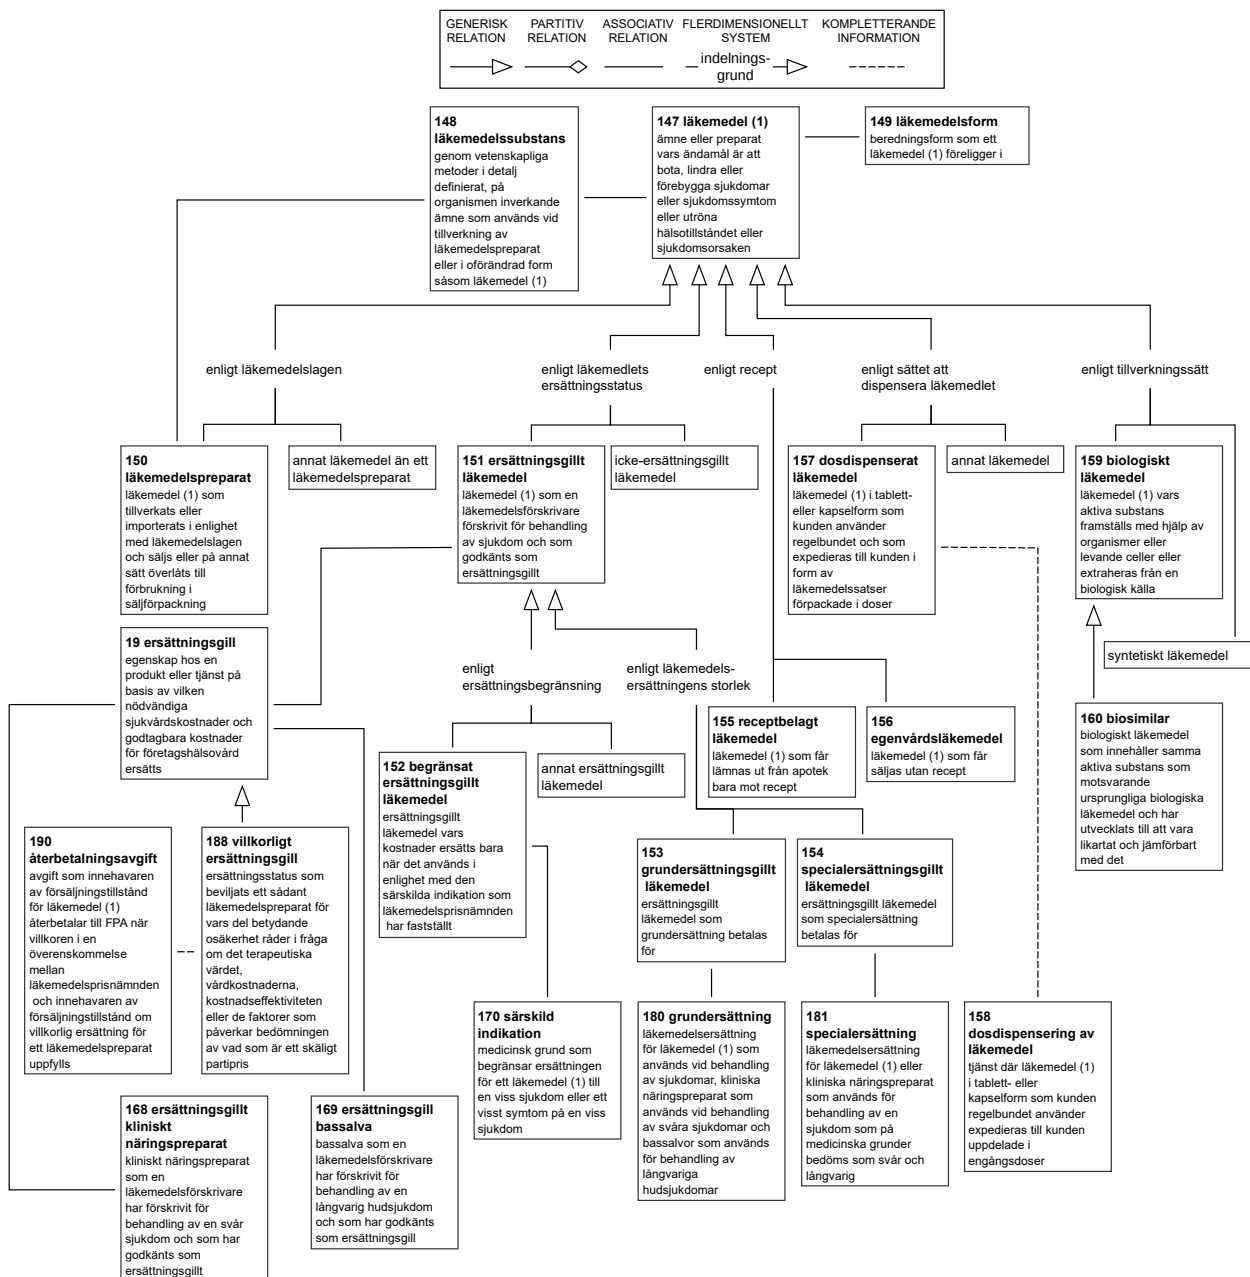 GENERISK
RELATION
PARTITIV
RELATION
ASSOCIATIV
RELATION
FLERDIMENSIONELLT
SYSTEM
KOMPLETTERANDE
INFORMATION
indelnings-
grund
148
läkemedelssubstans
genom vetenskapliga
metoder i detalj
definierat, på
organismen inverkande
ämne som används vid
tillverkning av
läkemedelspreparat
eller i oförändrad form
såsom läkemedel (1)
147 läkemedel (1)
ämne eller preparat
vars ändamål är att
bota, lindra eller
förebygga sjukdomar
eller sjukdomssymtom
eller utröna
hälsotillståndet eller
sjukdomsorsaken
149 läkemedelsform
beredningsform som ett
läkemedel (1) föreligger i
enligt läkemedelslagen
enligt läkemedlets
ersättningsstatus
enligt recept
enligt sättet att
dispensera läkemedlet
enligt tillverkningssätt
150
läkemedelspreparat
läkemedel (1) som
tillverkats eller
importerats i enlighet
med läkemedelslagen
och säljs eller på annat
sätt överlåts till
förbrukning i
säljförpackning
annat läkemedel än ett
läkemedelspreparat
151 ersättningsgillt
läkemedel
läkemedel (1) som en
läkemedelsförskrivare
förskrivit för behandling
av sjukdom och som
godkänts som
ersättningsgillt
icke-ersättningsgillt
läkemedel
157 dosdispenserat
läkemedel
läkemedel (1) i tablett-
eller kapselform som
kunden använder
regelbundet och som
expedieras till kunden i
form av
läkemedelssatser
förpackade i doser
annat läkemedel
159 biologiskt
läkemedel
läkemedel (1) vars
aktiva substans
framställs med hjälp av
organismer eller
levande celler eller
extraheras från en
biologisk källa
syntetiskt läkemedel
19 ersättningsgill
egenskap hos en
produkt eller tjänst på
basis av vilken
nödvändiga
sjukvårdskostnader och
godtagbara kostnader
för företagshälsovård
ersätts
enligt
ersättningsbegränsning
enligt läkemedels-
ersättningens storlek
152 begränsat
ersättningsgillt
läkemedel
ersättningsgillt
läkemedel vars
kostnader ersätts bara
när det används i
enlighet med den
särskilda indikation som
läkemedelsprisnämnden
har fastställt
annat ersättningsgillt
läkemedel
155 receptbelagt
läkemedel
läkemedel (1) som får
lämnas ut från apotek
bara mot recept
156
egenvårdsläkemedel
läkemedel (1) som får
säljas utan recept
160 biosimilar
biologiskt läkemedel
som innehåller samma
aktiva substans som
motsvarande
ursprungliga biologiska
läkemedel och har
utvecklats till att vara
likartat och jämförbart
med det
190
återbetalningsavgift
avgift som innehavaren
av försäljningstillstånd
för läkemedel (1)
återbetalar till FPA när
villkoren i en
överenskommelse
mellan
läkemedelsprisnämnden
och innehavaren av
försäljningstillstånd om
villkorlig ersättning för
ett läkemedelspreparat
uppfylls
188 villkorligt
ersättningsgill
ersättningsstatus som
beviljats ett sådant
läkemedelspreparat för
vars del betydande
osäkerhet råder i fråga
om det terapeutiska
värdet,
vårdkostnaderna,
kostnadseffektiviteten
eller de faktorer som
påverkar bedömningen
av vad som är ett skäligt
partipris
153
grundersättningsgillt
läkemedel
ersättningsgillt
läkemedel som
grundersättning betalas
för
154
specialersättningsgillt
läkemedel
ersättningsgillt läkemedel
som specialersättning
betalas för
170 särskild
indikation
medicinsk grund som
begränsar ersättningen
för ett läkemedel (1) till
en viss sjukdom eller ett
visst symtom på en viss
sjukdom
180 grundersättning
läkemedelsersättning
för läkemedel (1) som
används vid behandling
av sjukdomar, kliniska
näringspreparat som
används vid behandling
av svåra sjukdomar och
bassalvor som används
för behandling av
långvariga
hudsjukdomar
181
specialersättning
läkemedelsersättning
för läkemedel (1) eller
kliniska näringspreparat
som används för
behandling av en
sjukdom som på
medicinska grunder
bedöms som svår och
långvarig
158
dosdispensering av
läkemedel
tjänst där läkemedel (1)
i tablett- eller
kapselform som kunden
regelbundet använder
expedieras till kunden
uppdelade i
engångsdoser
168 ersättningsgillt
kliniskt
näringspreparat
kliniskt näringspreparat
som en
läkemedelsförskrivare
har förskrivit för
behandling av en svår
sjukdom och som har
godkänts som
ersättningsgillt
169 ersättningsgill
bassalva
bassalva som en
läkemedelsförskrivare
har förskrivit för
behandling av en
långvarig hudsjukdom
och som har godkänts
som ersättningsgill